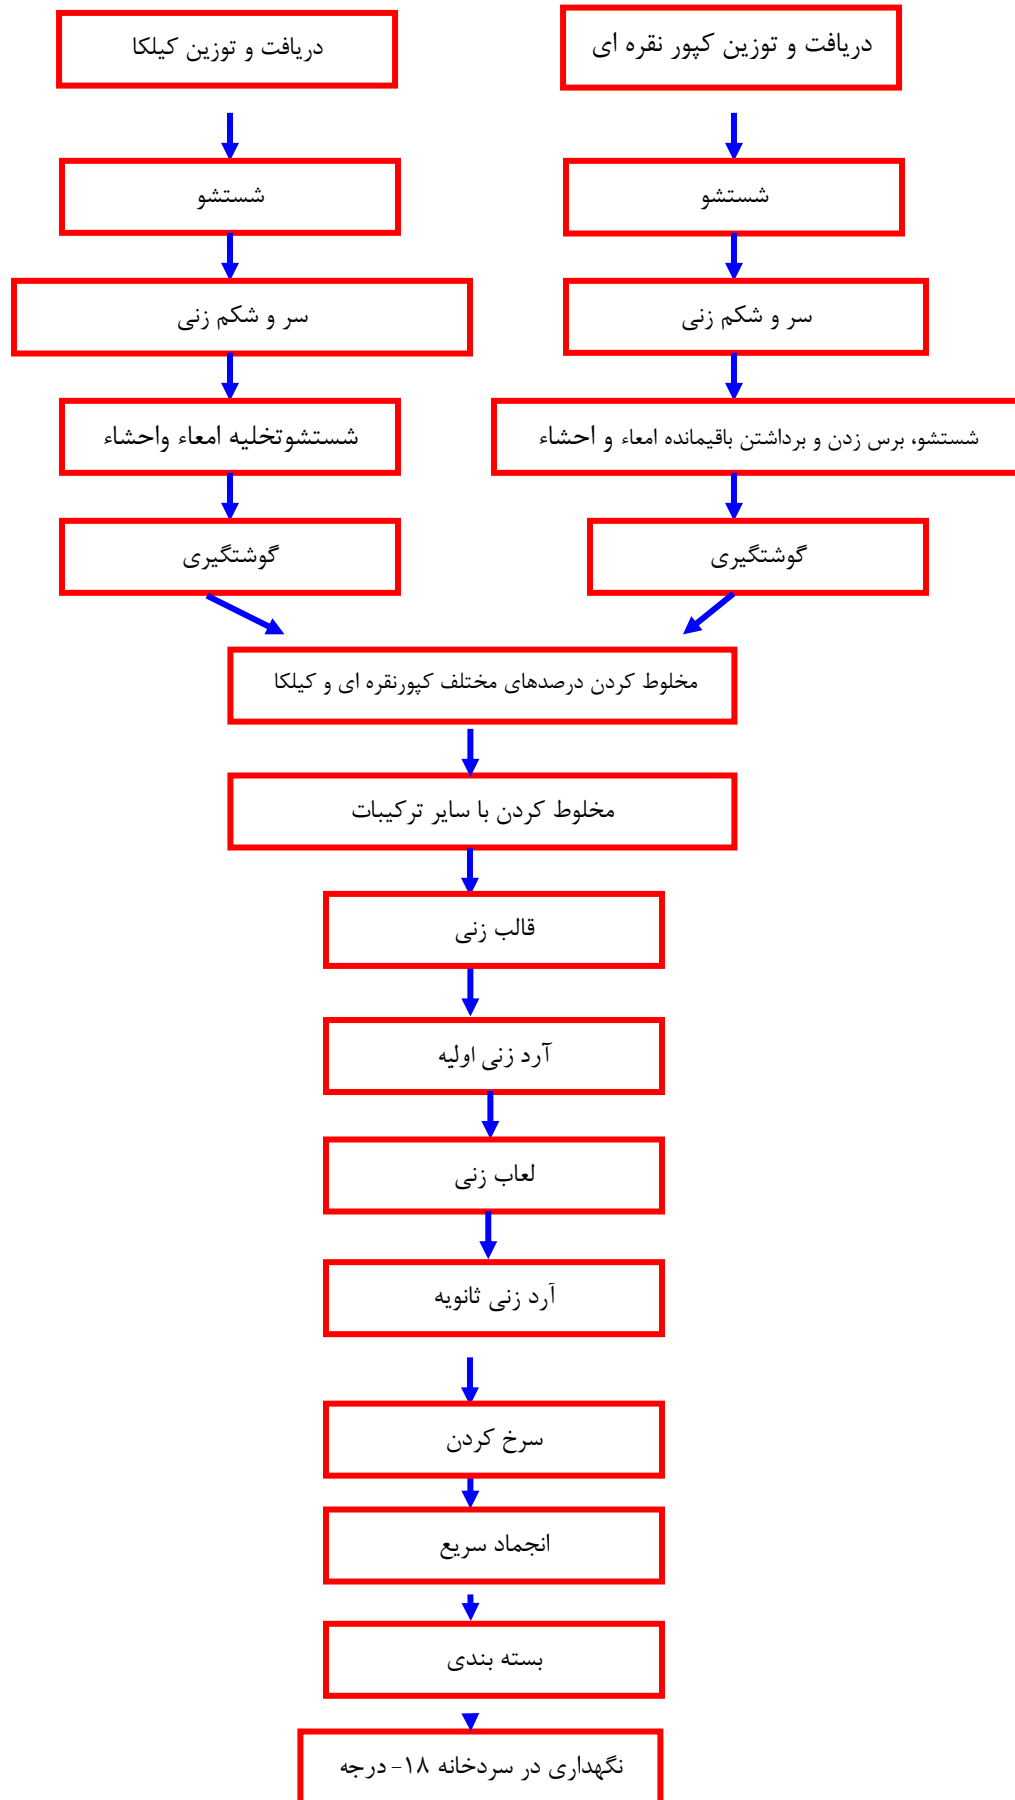 دریافت و توزین کپور نقره ای
دریافت و توزین کیلکا
شستشو
شستشو
سر و شکم زنی
سر و شکم زنی
شستشو، برس زدن و برداشتن باقیمانده امعاء و احشاء
شستشوتخلیه امعاء واحشاء
گوشتگیری
گوشتگیری
مخلوط کردن درصدهای مختلف کپورنقره ای و کیلکا
مخلوط کردن با سایر ترکیبات
قالب زنی
آرد زنی اولیه
لعاب زنی
آرد زنی ثانویه
سرخ کردن
انجماد سریع
بسته بندی
نگهداری در سردخانه ۱۸- درجه